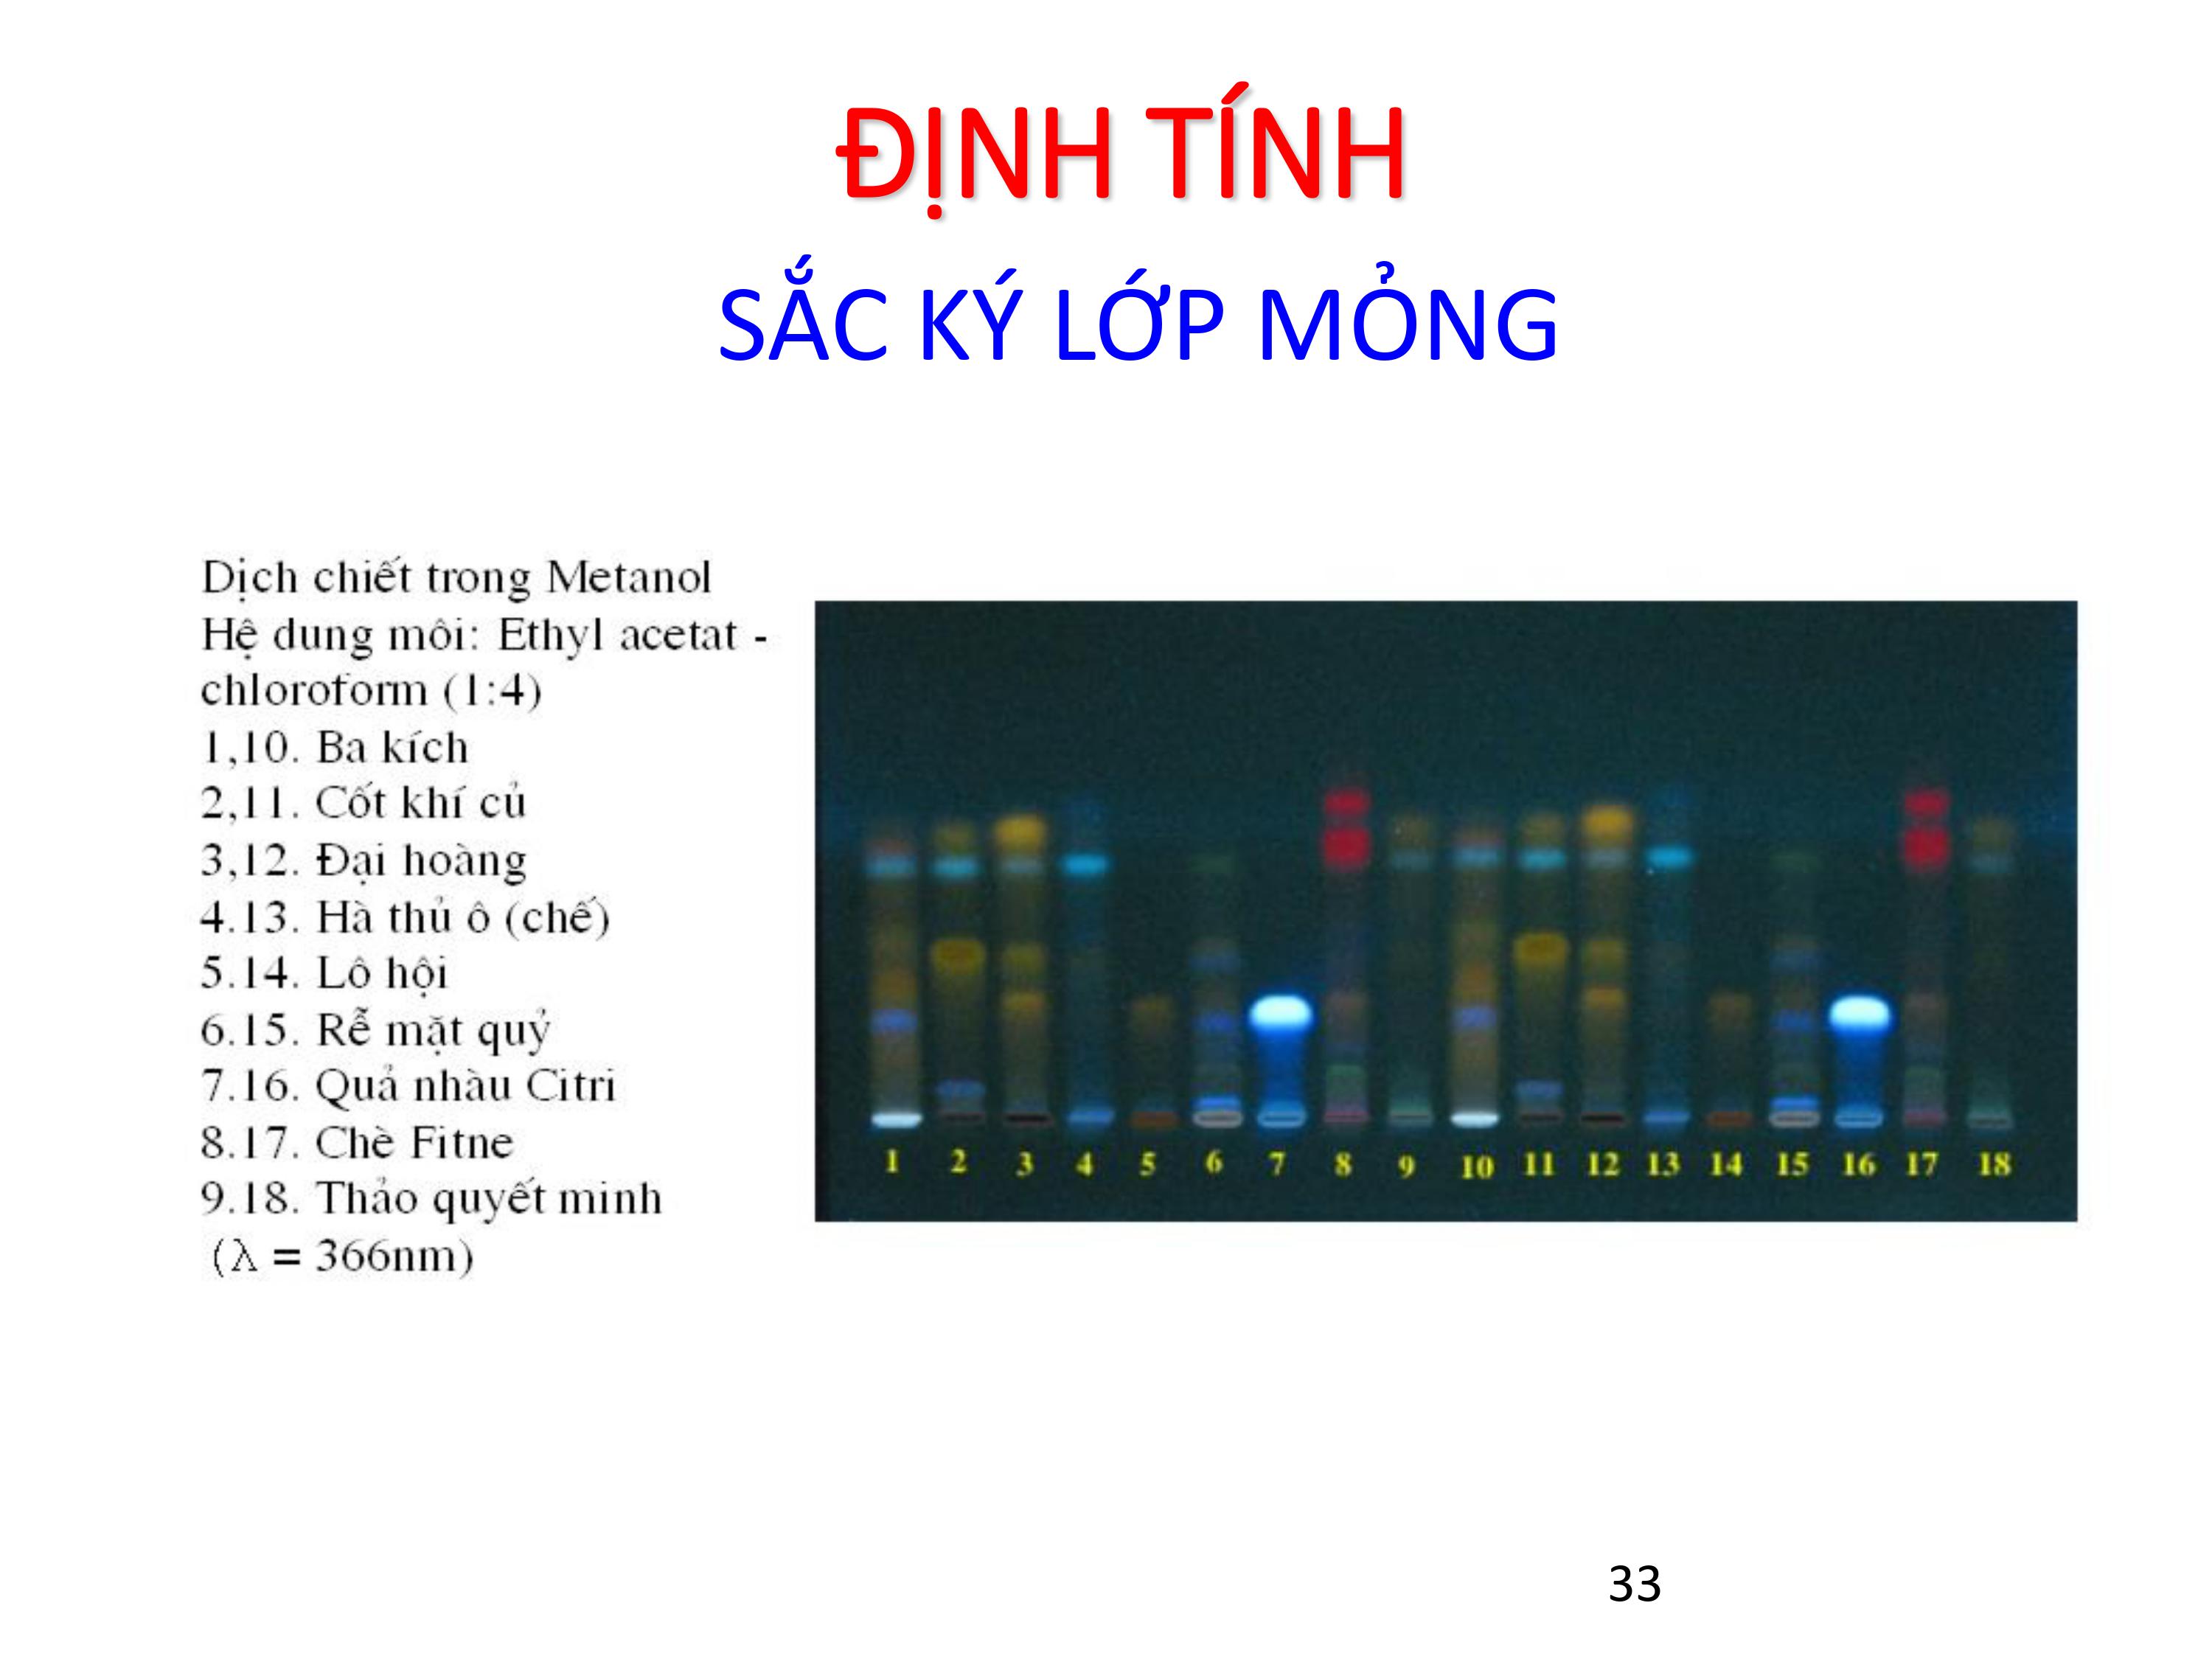 ĐỊNH TÍNH
SẮC KÝ LỚP MỎNG
Dịch chiết trong Metanol
Hệ dung môi: Ethyl acetat -
chloroform (1:4)
1,10. Ba kích
2,11. Cốt khí củ
3,12. Đại hoàng
4.13. Hà thủ ô (chế)
5.14. Lô hội
6.15. Rễ mặt quỷ
7.16. Quả nhàu Citri
8.17. Chè Fitne
9.18. Thảo quyết minh
(λ = 366nm)
1 2 3 4 5 6 7 8 9 10 11 12 13 14 15 16 17 18
33